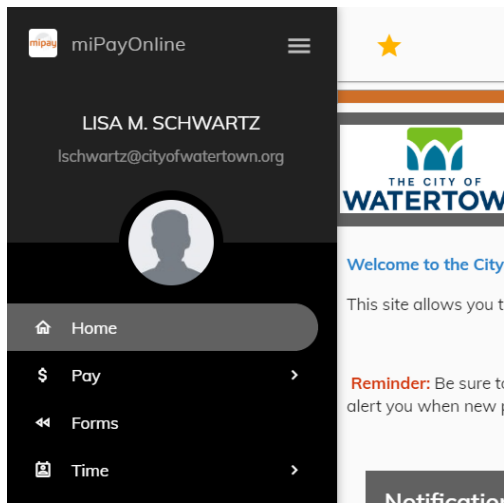 mipay miPayOnline
LISA M. SCHWARTZ
lschwartz@cityofwatertown.org
Home
$ Pay
Forms
Time
THE CITY OF
WATERTOW
Welcome to the City
This site allows you t
Reminder: Be sure to
alert you when new p
Notification